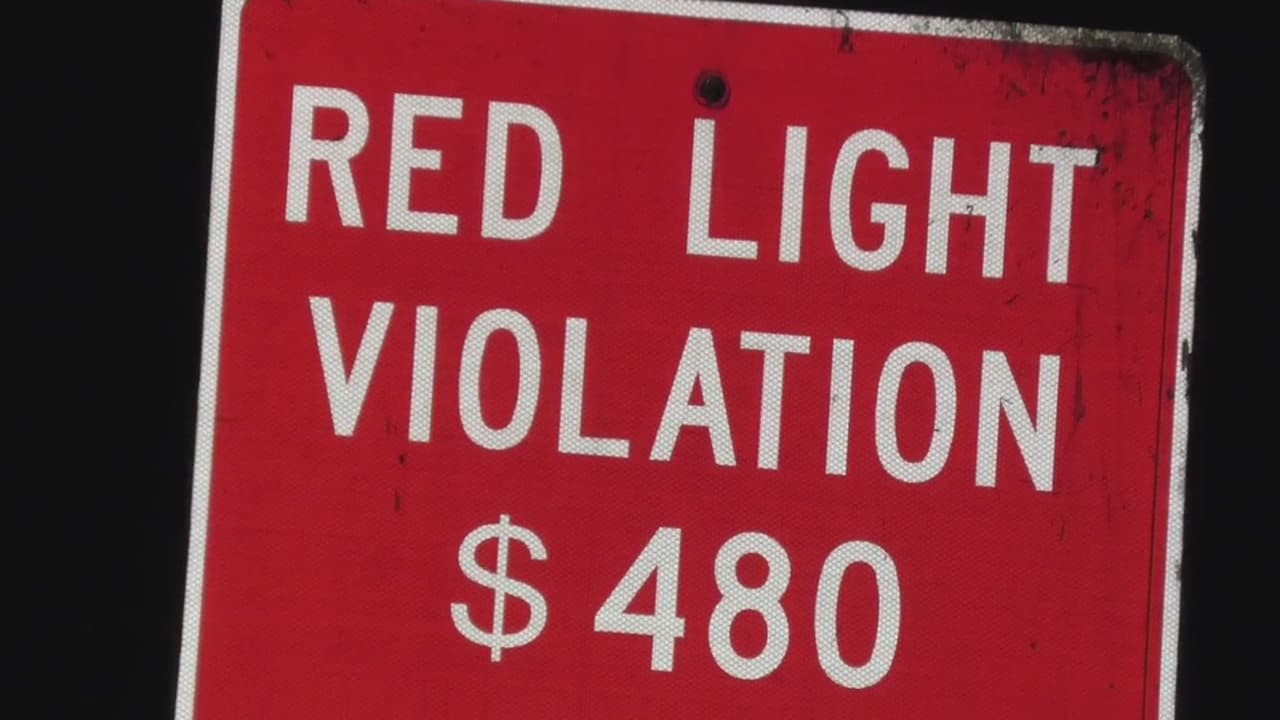 RED LIGHT
VIOLATION
$480